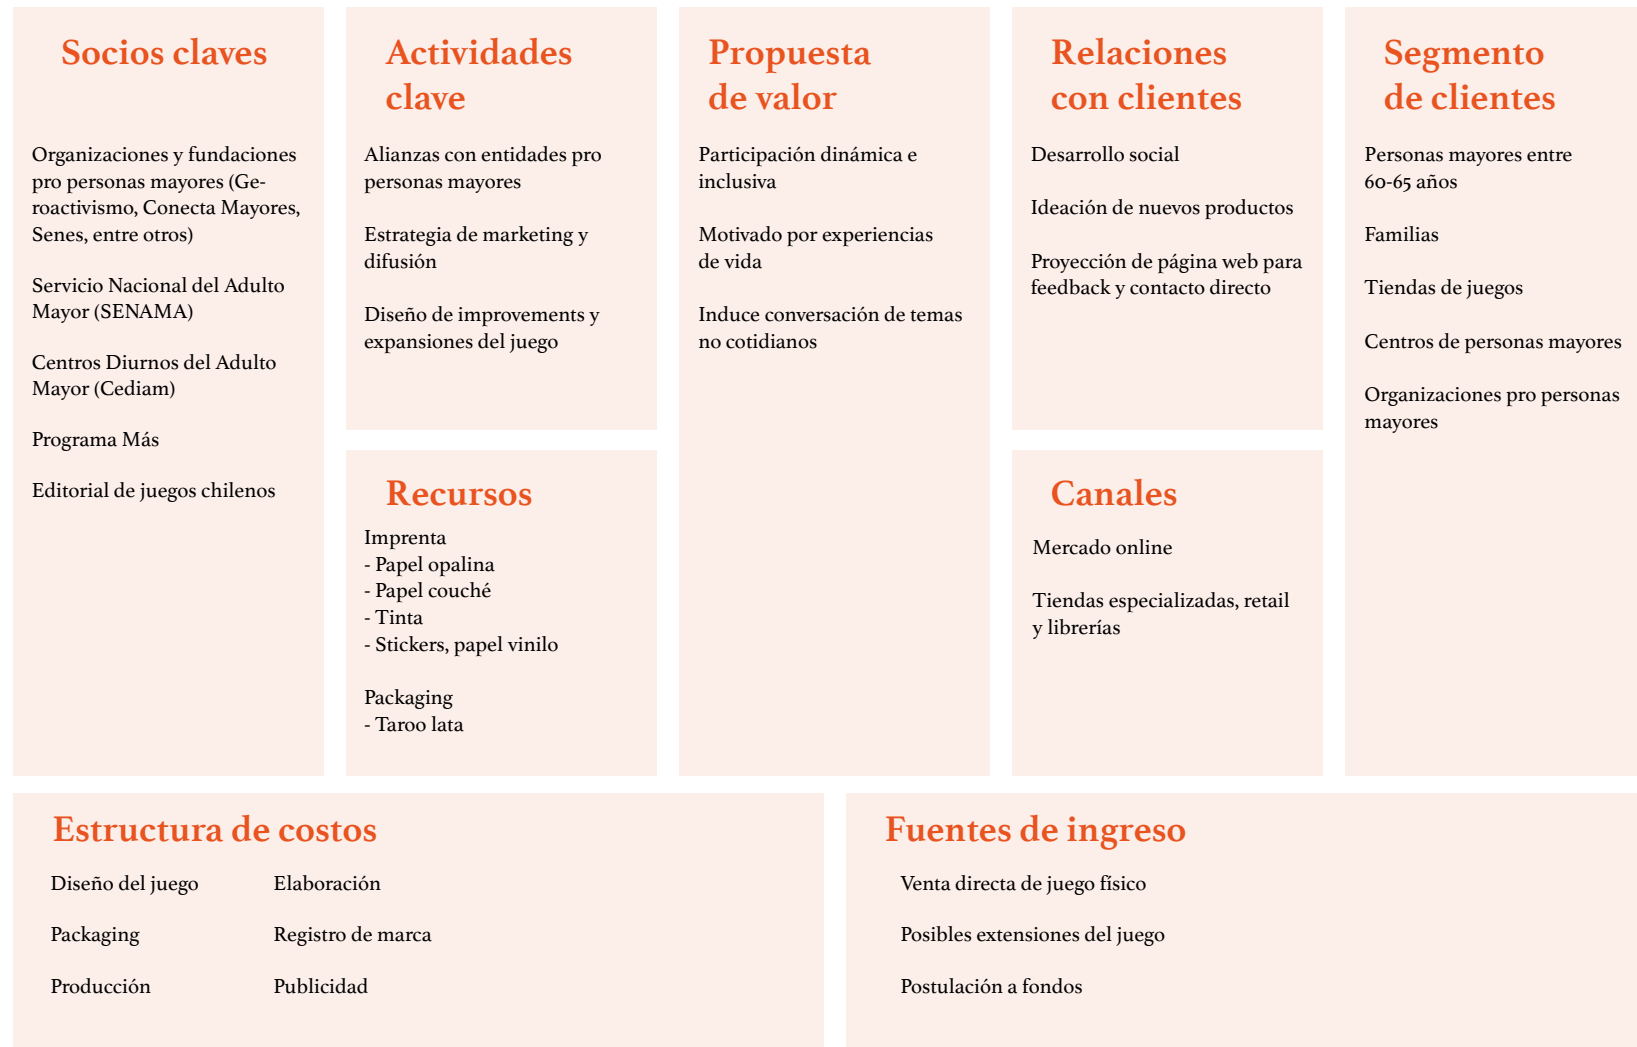 Socios claves
Organizaciones y fundaciones
pro personas mayores (Ge-
roactivismo, Conecta Mayores,
Senes, entre otros)
Servicio Nacional del Adulto
Mayor (SENAMA)
Centros Diurnos del Adulto
Mayor (Cediam)
Programa Más
Editorial de juegos chilenos
Actividades
clave
Alianzas con entidades pro
personas mayores
Estrategia de marketing y
difusión
Diseño de improvements y
expansiones del juego
Recursos
Imprenta
- Papel opalina
- Papel couché
- Tinta
- Stickers, papel vinilo
Packaging
- Taroo lata
Propuesta
de valor
Participación dinámica e
inclusiva
Motivado por experiencias
de vida
Induce conversación de temas
no cotidianos
Relaciones
con clientes
Desarrollo social
Ideación de nuevos productos
Proyección de página web para
feedback y contacto directo
Canales
Mercado online
Tiendas especializadas, retail
y librerías
Segmento
de clientes
Personas mayores entre
60-65 años
Familias
Tiendas de juegos
Centros de personas mayores
Organizaciones pro personas
mayores
Estructura de costos
Diseño del juego
Packaging
Producción
Elaboración
Registro de marca
Publicidad
Fuentes de ingreso
Venta directa de juego físico
Posibles extensiones del juego
Postulación a fondos